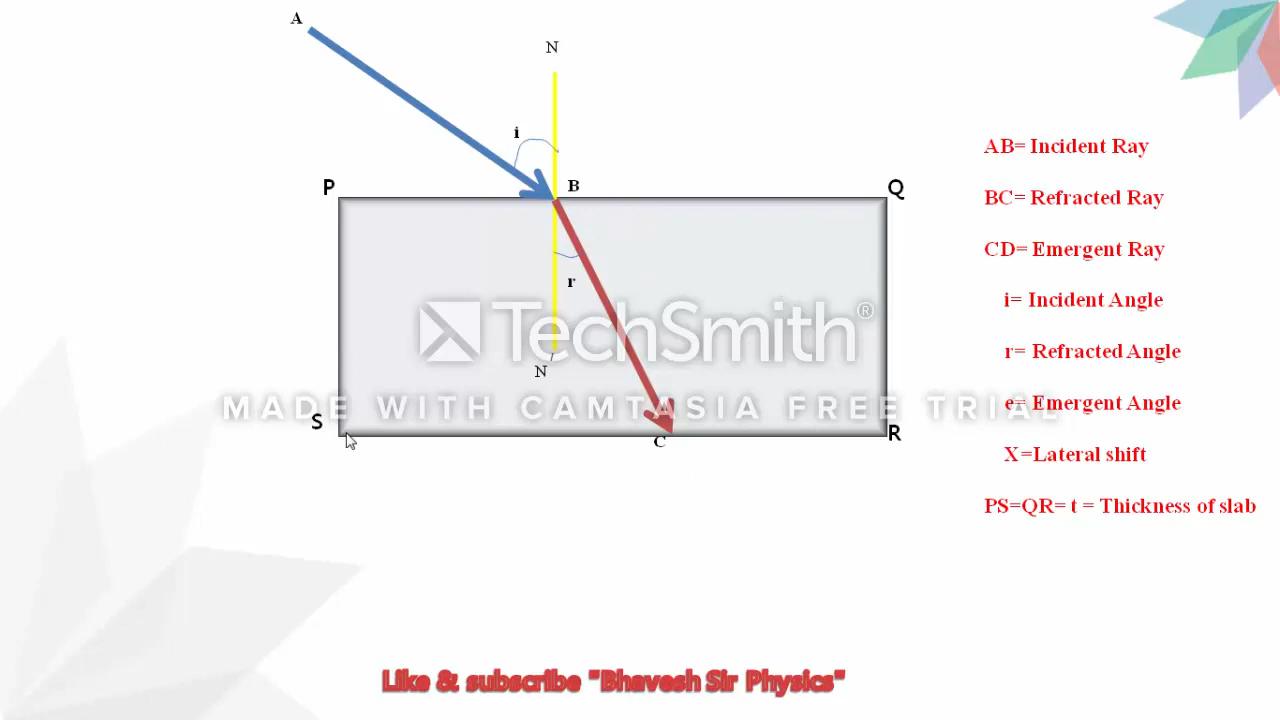 A
N
i
AB= Incident Ray
P
B
Q
BC= Refracted Ray
CD= Emergent Ray
r
i= Incident Angle
TechSmith®
r= Refracted Angle
N
MADE WITH CAMTASIA FREE TRIAL
e= Emergent Angle
S
C
R
X=Lateral shift
PS=QR= t = Thickness of slab
Like & subscribe "Bhavesh Sir Physics"